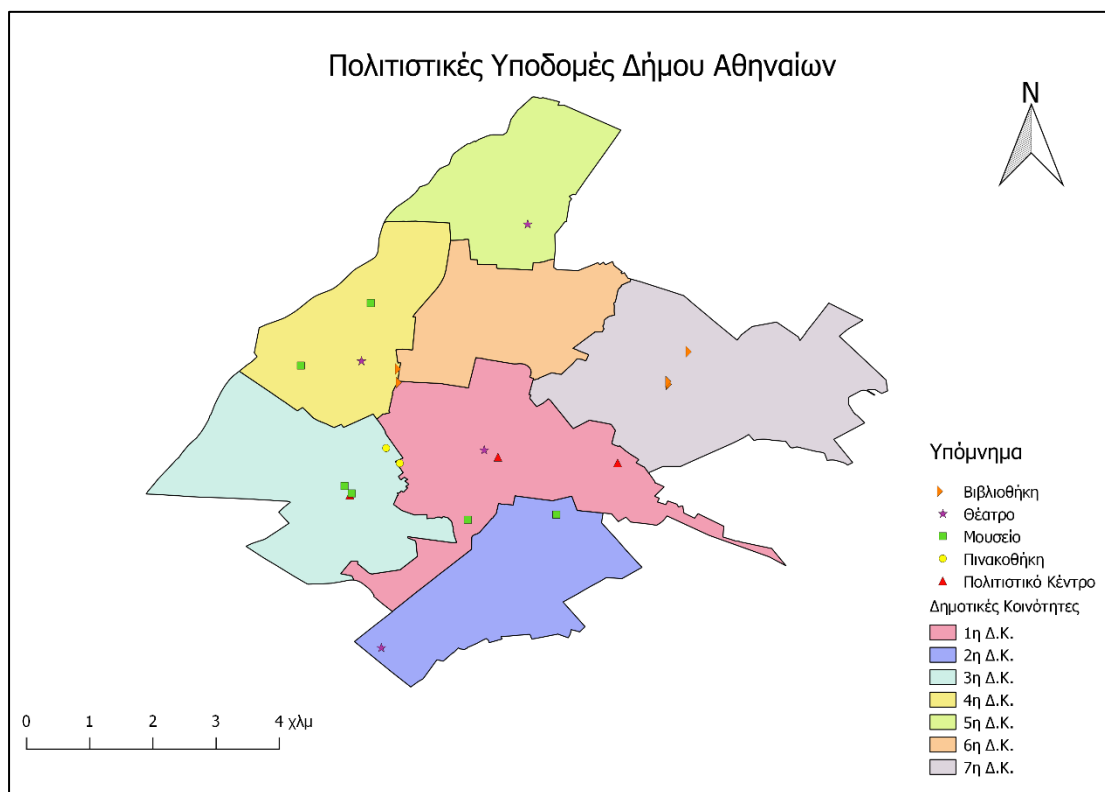 Πολιτιστικές Υποδομές Δήμου Αθηναίων
N
Υπόμνημα
Βιβλιοθήκη
Θέατρο
Μουσείο
Πινακοθήκη
Πολιτιστικό Κέντρο
Δημοτικές Κοινότητες
1η Δ.Κ.
2η Δ.Κ.
3η Δ.Κ.
4η Δ.Κ.
5η Δ.Κ.
6η Δ.Κ.
7η Δ.Κ.
0 1 2 3 4 χλμ